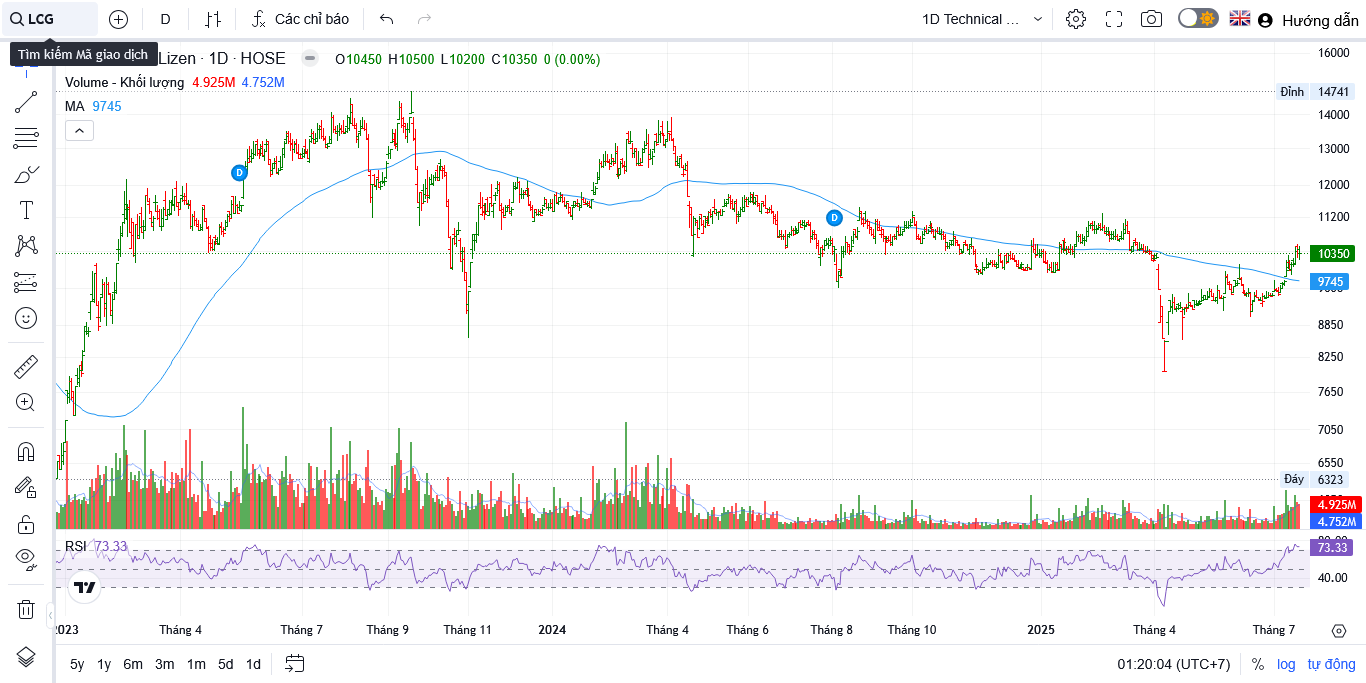 LCG
D
Các chỉ báo
1D Technical ...
Hướng dẫn
Tìm kiếm Mã giao dịch
Lizen · 1D · HOSE
O10450 H10500 L10200 C10350 0 (0.00%)
Volume - Khối lượng 4.925M 4.752M
MA 9745
D
D
16000
Đỉnh 14741
14000
13000
12000
11200
10350
9745
8850
8250
7650
7050
6550
Đáy 6323
4.925M
4.752M
RSI 73.33
73.33
40.00
2023
Tháng 4
Tháng 7
Tháng 9
Tháng 11
2024
Tháng 4
Tháng 6
Tháng 8
Tháng 10
2025
Tháng 4
Tháng 7
5y 1y 6m 3m 1m 5d 1d
01:20:04 (UTC+7)
% log tự động